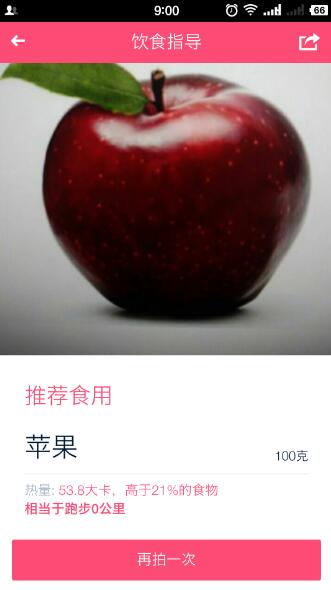 9:00
66
饮食指导
推荐食用
苹果
100克
热量: 53.8大卡，高于21%的食物
相当于跑步0公里
再拍一次